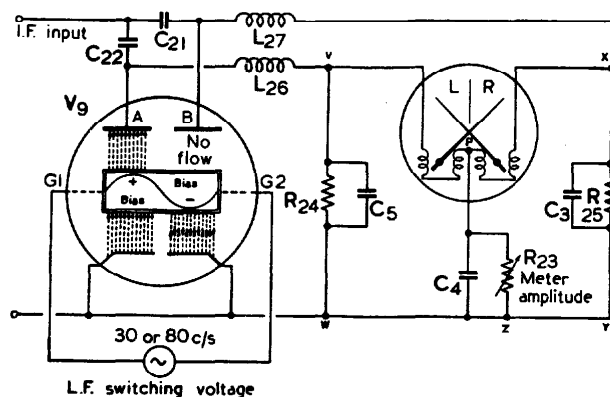 I.F. input
C21
C22
L27
L26
V9
A
B
No flow
G1
+
Bias
Bias
−
G2
R24
C5
V
L
R
P
X
C3
R25
C4
R23
Meter amplitude
W
Z
Y
30 or 80 c/s
~
L.F. switching voltage